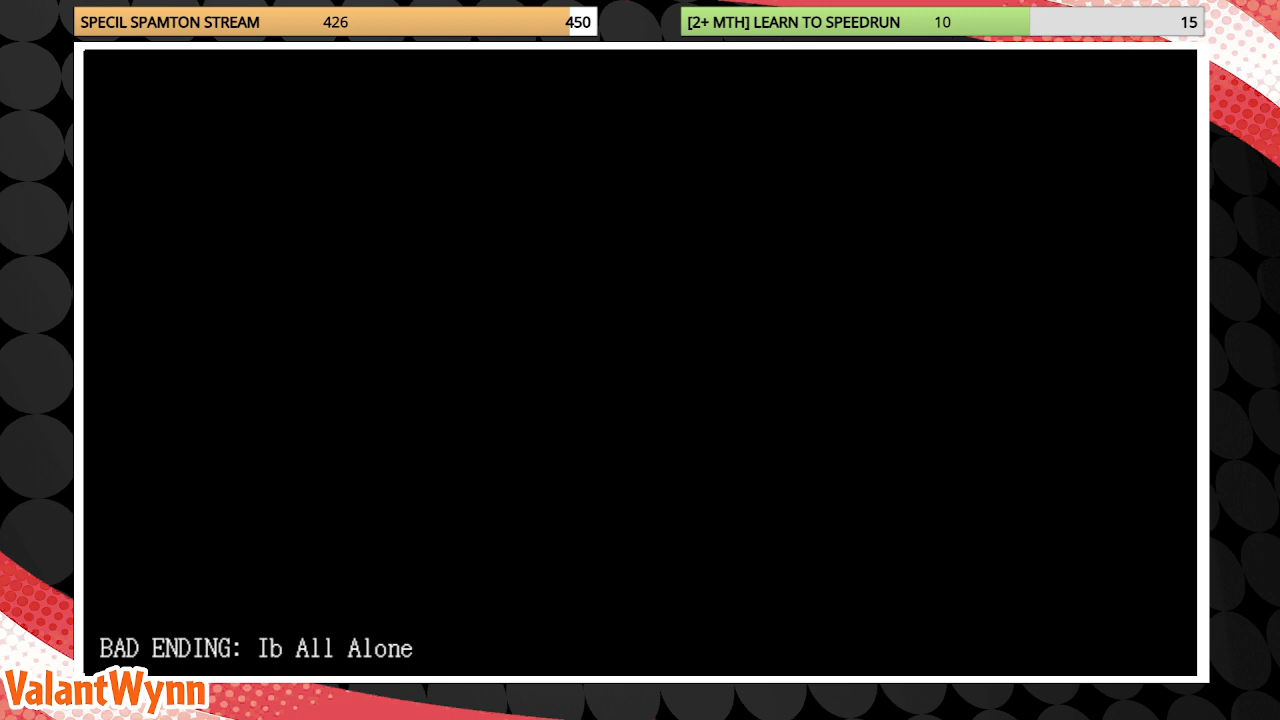 SPECIL SPAMTON STREAM 426 450
[2+ MTH] LEARN TO SPEEDRUN 10 15
BAD ENDING: Ib All Alone
ValantWynn